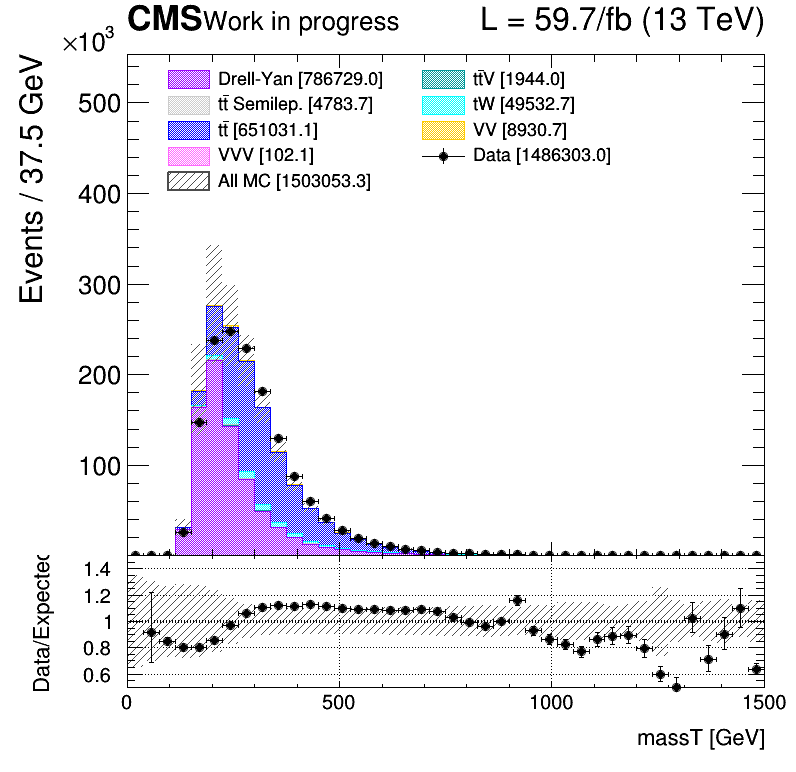 CMS Work in progress L = 59.7/fb (13 TeV)
×10³
Events / 37.5 GeV
500
400
300
200
100
Drell-Yan [786729.0]
tt̄ Semilep. [4783.7]
tt̄ [651031.1]
VVV [102.1]
All MC [1503053.3]
tt̄V [1944.0]
tW [49532.7]
VV [8930.7]
Data [1486303.0]
Data/Expected
1.4
1.2
1
0.8
0.6
0 500 1000 1500
massT [GeV]